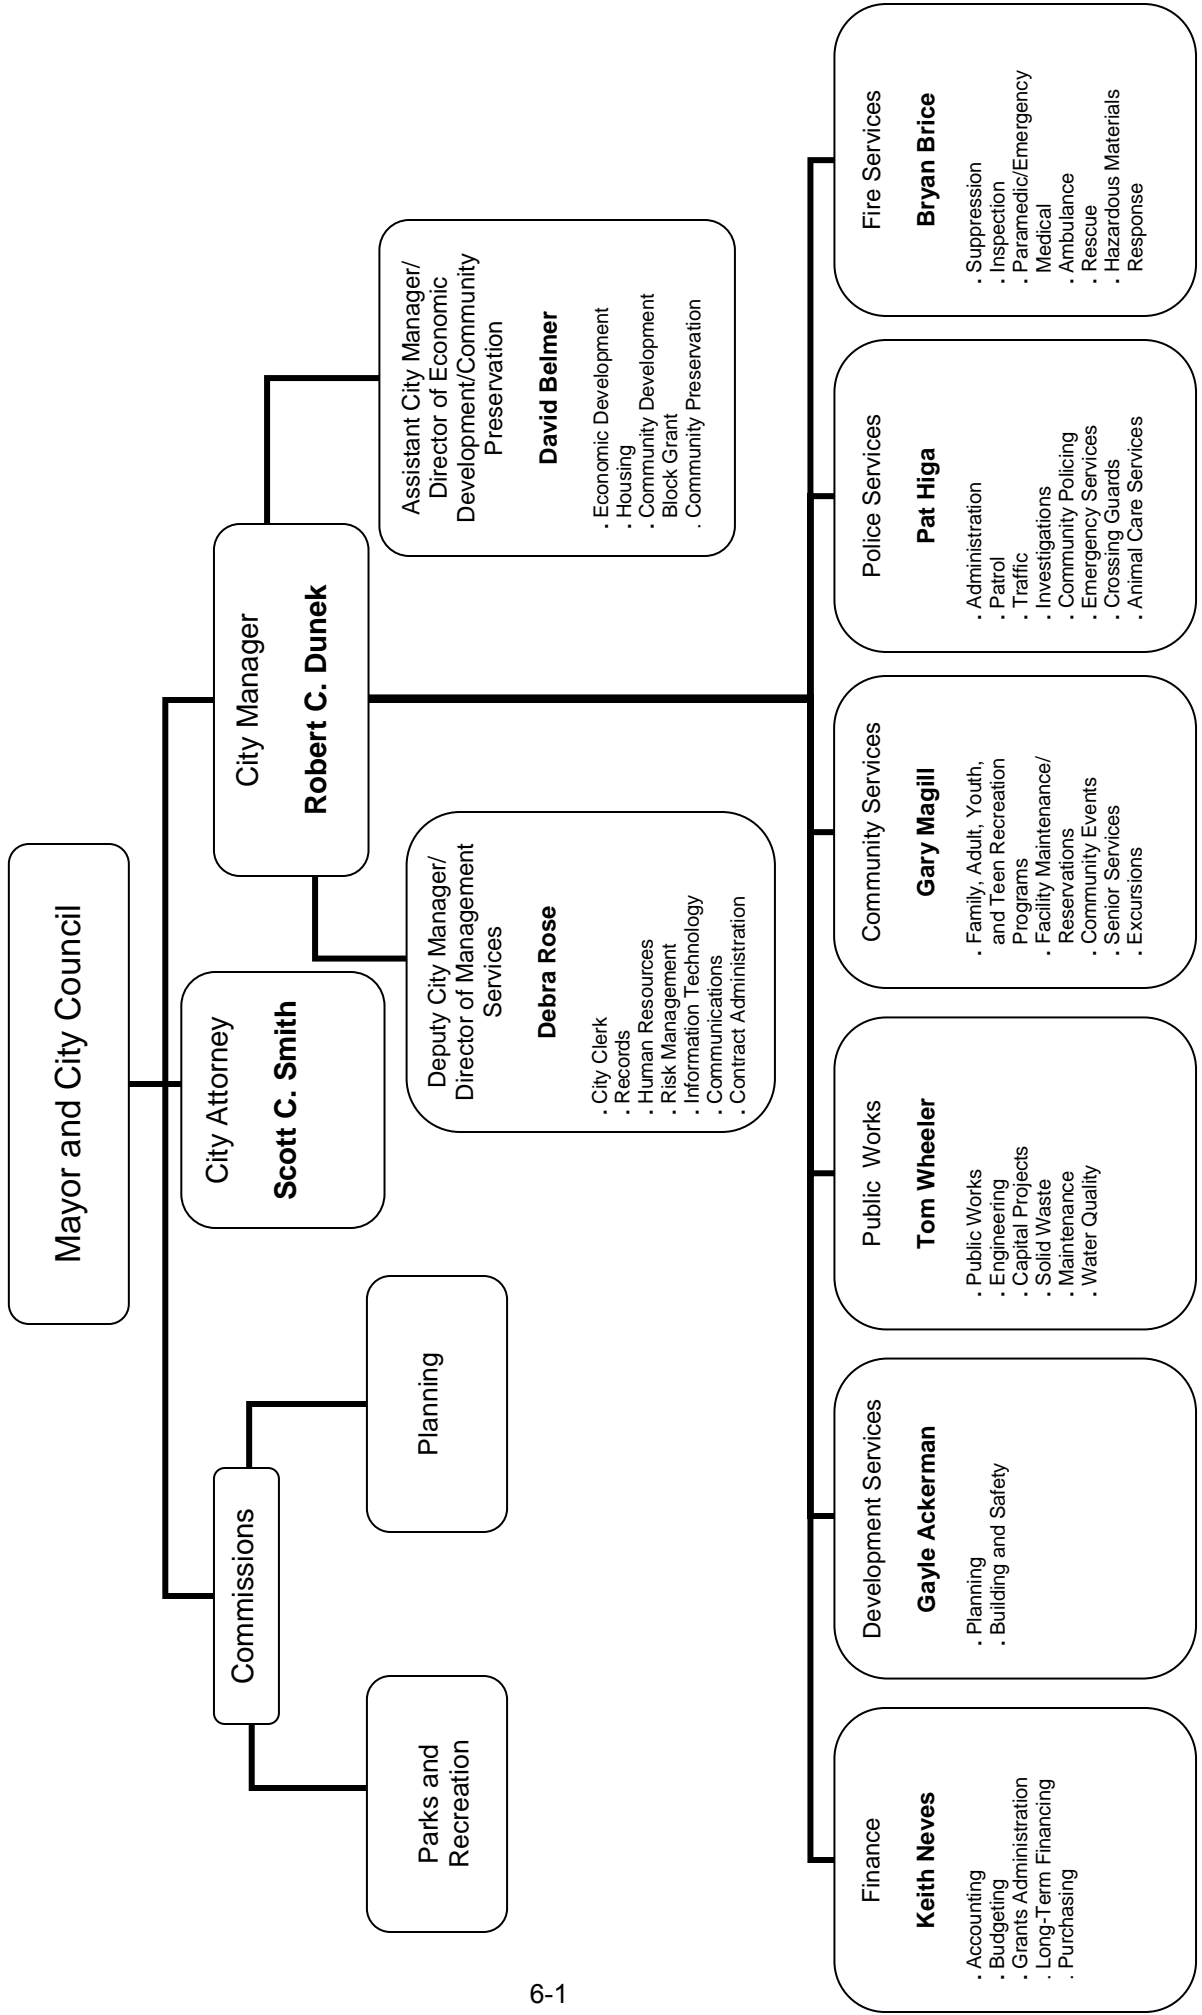 Mayor and City Council
Commissions
City Attorney
Scott C. Smith
City Manager
Robert C. Dunek
Parks and
Recreation
Planning
Deputy City Manager/
Director of Management
Services
Debra Rose
. City Clerk
. Records
. Human Resources
. Risk Management
. Information Technology
. Communications
. Contract Administration
Assistant City Manager/
Director of Economic
Development/Community
Preservation
David Belmer
. Economic Development
. Housing
. Community Development
Block Grant
. Community Preservation
Finance
Keith Neves
. Accounting
. Budgeting
. Grants Administration
. Long-Term Financing
. Purchasing
Development Services
Gayle Ackerman
. Planning
. Building and Safety
Public Works
Tom Wheeler
. Public Works
. Engineering
. Capital Projects
. Solid Waste
. Maintenance
. Water Quality
Community Services
Gary Magill
. Family, Adult, Youth,
and Teen Recreation
Programs
. Facility Maintenance/
Reservations
. Community Events
. Senior Services
. Excursions
Police Services
Pat Higa
. Administration
. Patrol
. Traffic
. Investigations
. Community Policing
. Emergency Services
. Crossing Guards
. Animal Care Services
Fire Services
Bryan Brice
. Suppression
. Inspection
. Paramedic/Emergency
Medical
. Ambulance
. Rescue
. Hazardous Materials
Response
6-1